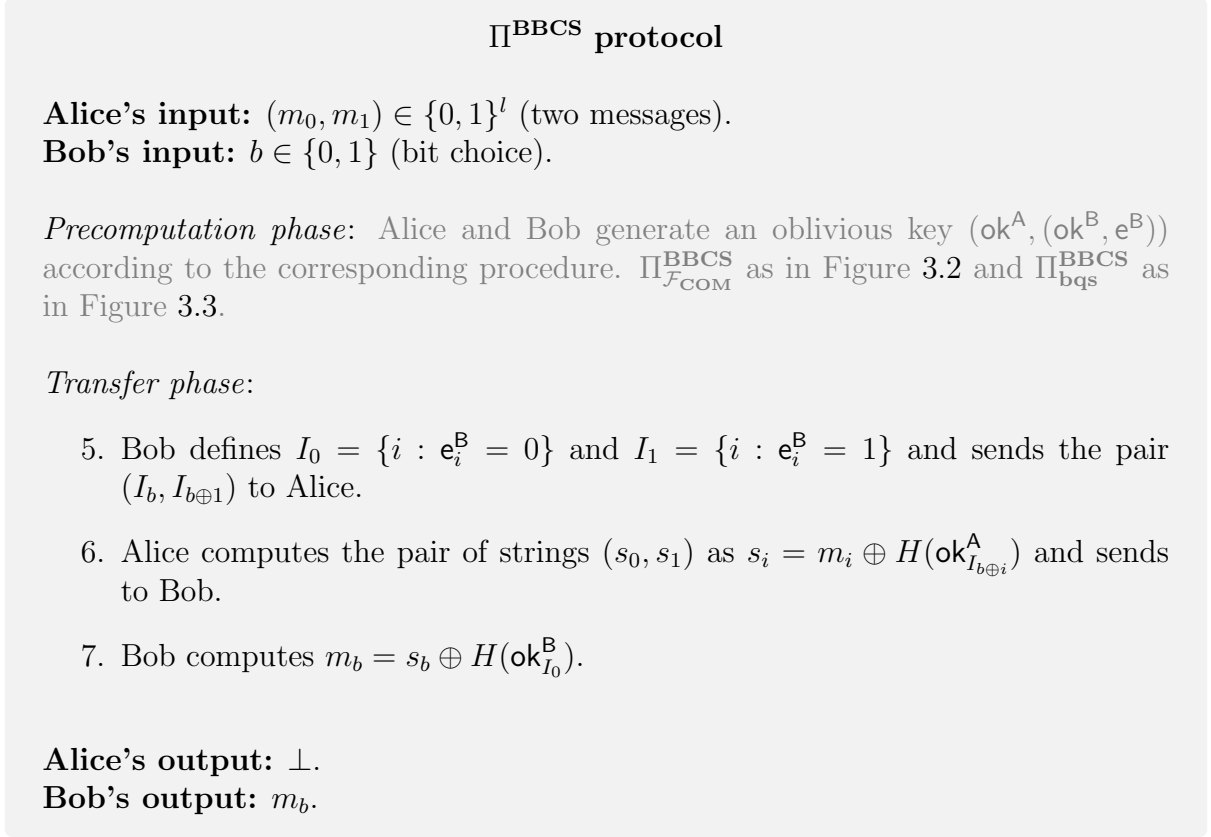 Π^BBCS protocol
Alice's input: (m_0, m_1) ∈ {0, 1}^l (two messages).
Bob's input: b ∈ {0, 1} (bit choice).
Precomputation phase: Alice and Bob generate an oblivious key (ok^A, (ok^B, e^B))
according to the corresponding procedure. Π^BBCS_{F_COM} as in Figure 3.2 and Π^BBCS_bqs as
in Figure 3.3.
Transfer phase:
5. Bob defines I_0 = {i : e^B_i = 0} and I_1 = {i : e^B_i = 1} and sends the pair
(I_b, I_{b⊕1}) to Alice.
6. Alice computes the pair of strings (s_0, s_1) as s_i = m_i ⊕ H(ok^A_{I_{b⊕i}}) and sends
to Bob.
7. Bob computes m_b = s_b ⊕ H(ok^B_{I_0}).
Alice's output: ⊥.
Bob's output: m_b.